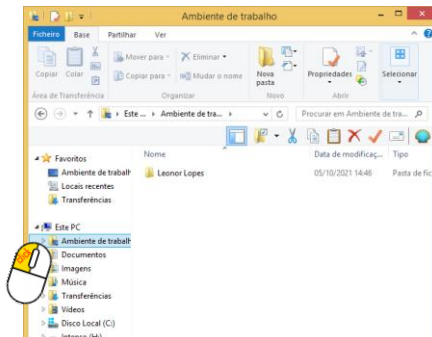 Ambiente de trabalho
Ficheiro Base Partilhar Ver
Copiar Colar
Mover para Eliminar
Copiar para Mudar o nome
Nova pasta
Propriedades
Selecionar
Área de Transferência Organizar Novo Abrir
Este ... Ambiente de tra... Procurar em Ambiente de tra...
Nome Data de modificaç... Tipo
Favoritos
Ambiente de trabalh Leonor Lopes 05/10/2021 14:46 Pasta de fic
Locais recentes
Transferências
Este PC
Ambiente de trabalh
Documentos
Imagens
Música
Transferências
Vídeos
Disco Local (C:)
Intenso (H:)